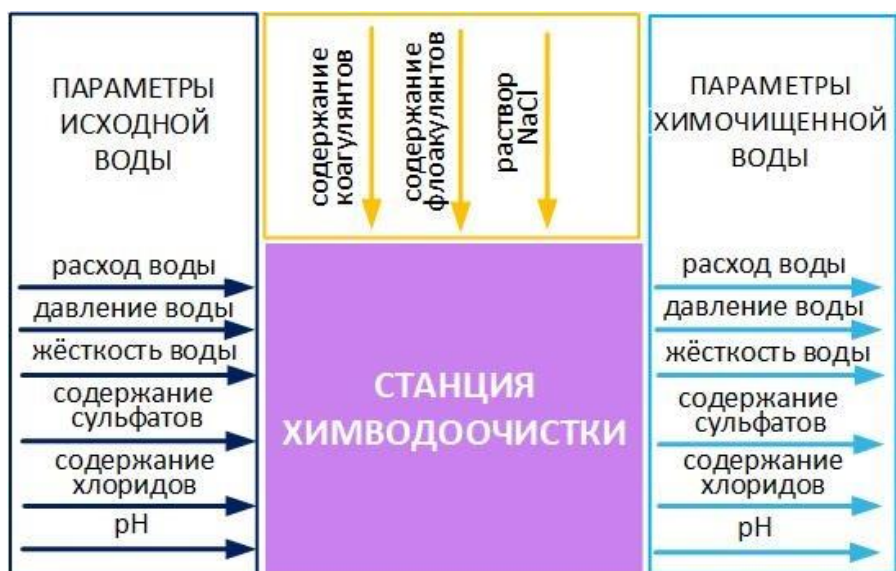 ПАРАМЕТРЫ
ИСХОДНОЙ
ВОДЫ
расход воды
давление воды
жёсткость воды
содержание
сульфатов
содержание
хлоридов
pH
содержание
коагулянтов
содержание
флоакулянтов
раствор
NaCl
СТАНЦИЯ
ХИМВОДООЧИСТКИ
ПАРАМЕТРЫ
ХИМОЧИЩЕННОЙ
ВОДЫ
расход воды
давление воды
жёсткость воды
содержание
сульфатов
содержание
хлоридов
pH